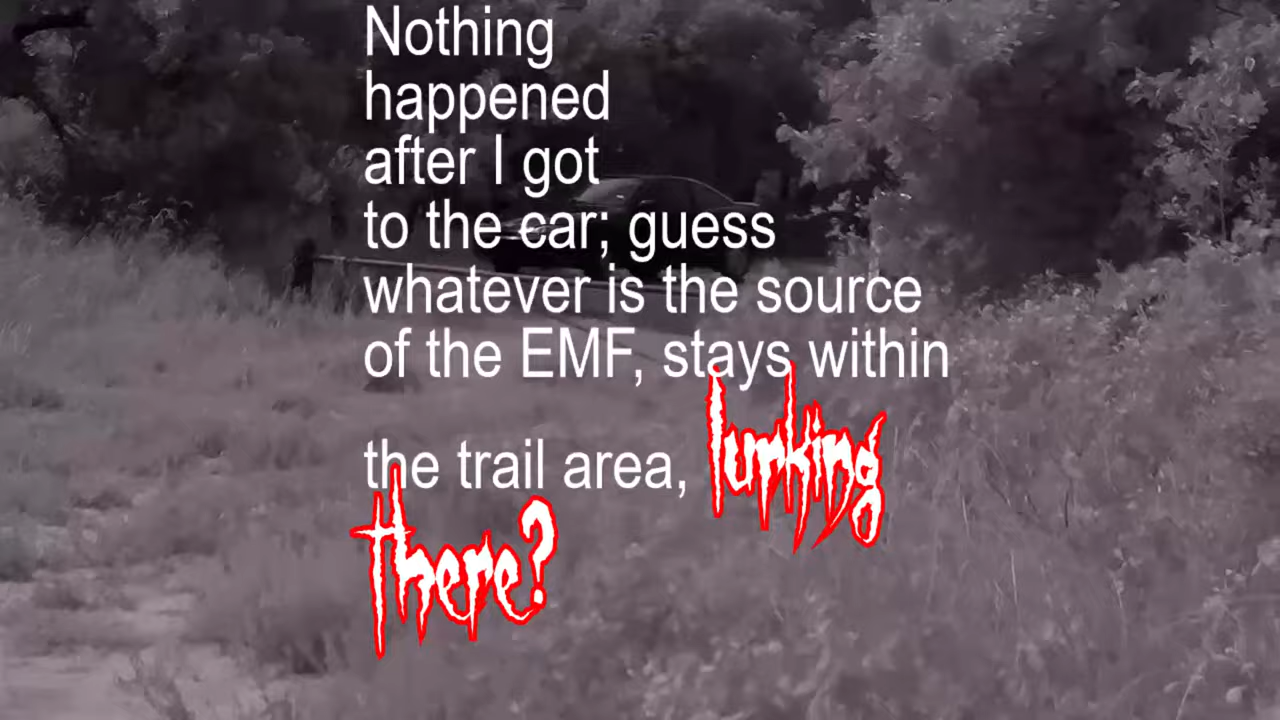 Nothing
happened
after I got
to the car; guess
whatever is the source
of the EMF, stays within
the trail area, lurking
there?